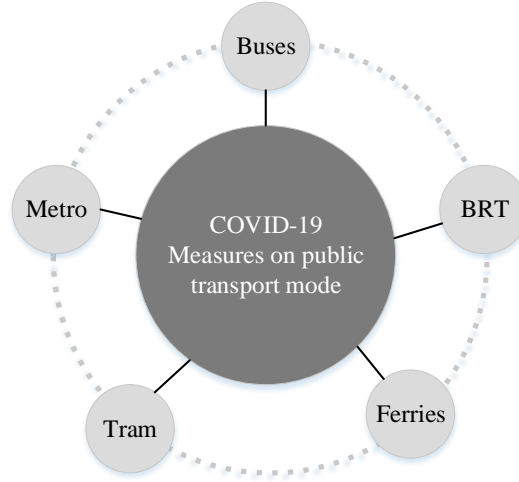 Buses
Metro
BRT
COVID-19
Measures on public
transport mode
Tram
Ferries